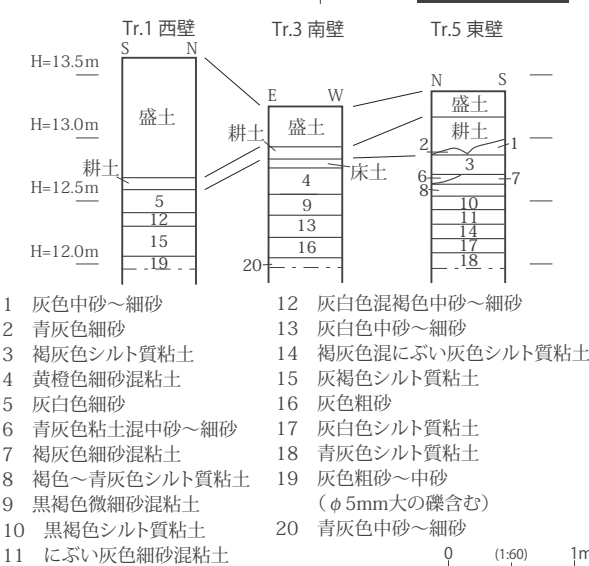 Tr.1 西壁
Tr.3 南壁
Tr.5 東壁
S N
E W
N S
H=13.5m
H=13.0m
H=12.5m
H=12.0m
盛土
耕土
5
12
15
19
耕土
盛土
床土
4
9
13
16
20
盛土
耕土
2
1
3
6
7
8
10
11
14
17
18
1 灰色中砂～細砂
2 青灰色細砂
3 褐灰色シルト質粘土
4 黄橙色細砂混粘土
5 灰白色細砂
6 青灰色粘土混中砂～細砂
7 褐灰色細砂混粘土
8 褐色～青灰色シルト質粘土
9 黒褐色微細砂混粘土
10 黒褐色シルト質粘土
11 にぶい灰色細砂混粘土
12 灰白色混褐色中砂～細砂
13 灰白色中砂～細砂
14 褐灰色混にぶい灰色シルト質粘土
15 灰褐色シルト質粘土
16 灰色粗砂
17 灰白色シルト質粘土
18 青灰色シルト質粘土
19 灰色粗砂～中砂
（φ5mm大の礫含む）
20 青灰色中砂～細砂
0 (1:60) 1m